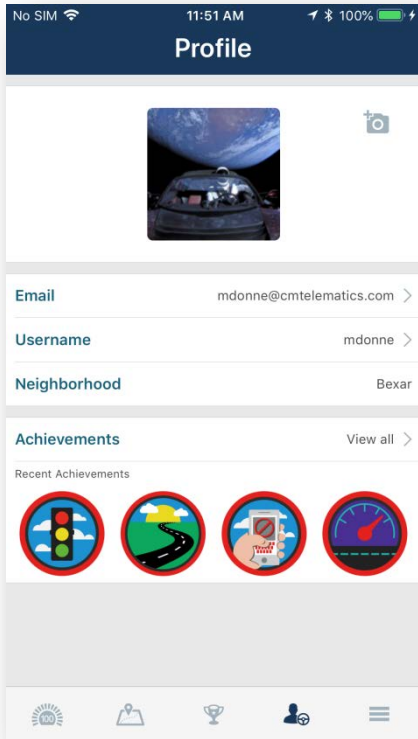 No SIM 11:51 AM 100%
Profile
Email mdonne@cmtelematics.com
Username mdonne
Neighborhood Bexar
Achievements View all
Recent Achievements
100